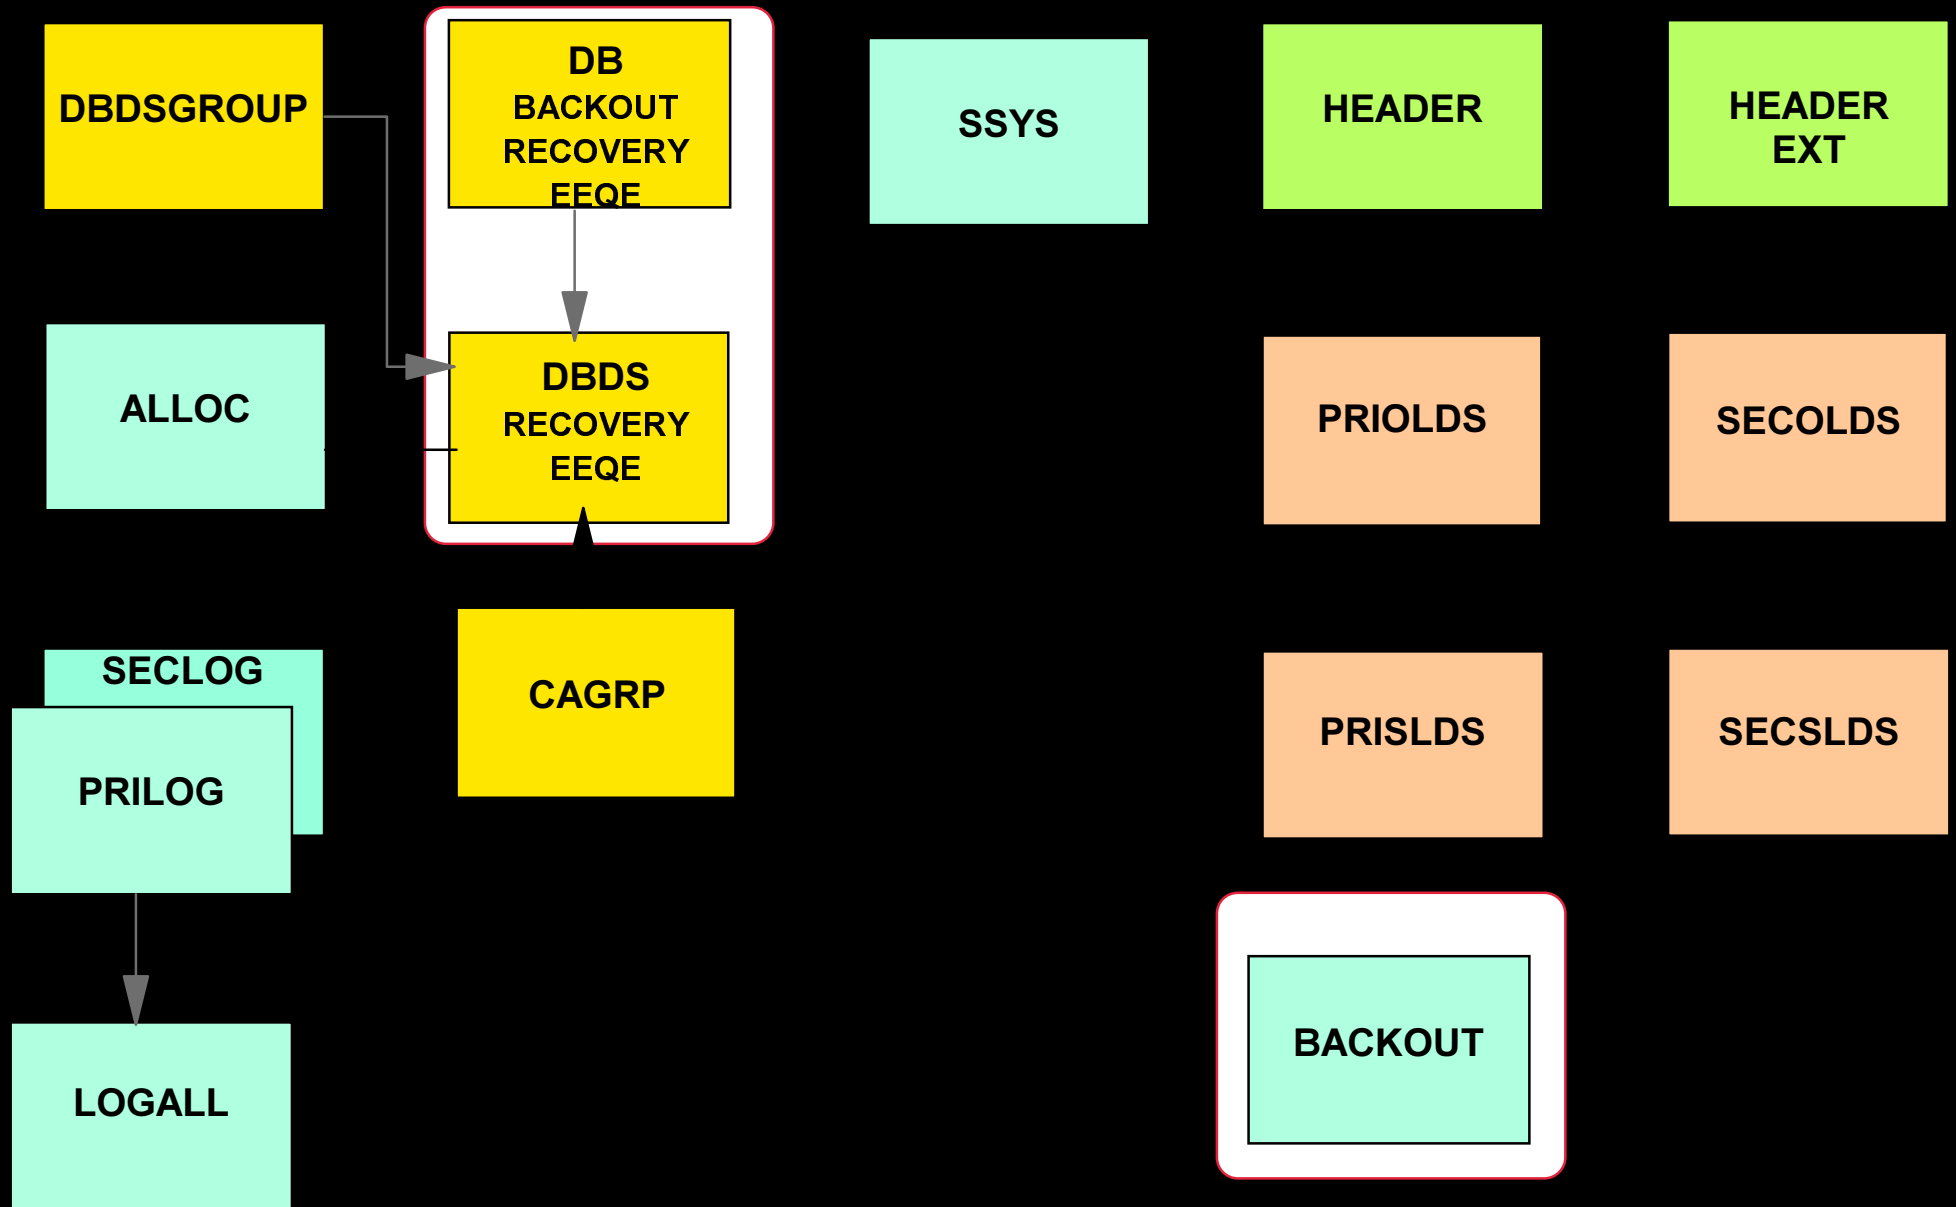 DBDSGROUP
DB
BACKOUT
RECOVERY
EEQE
SSYS
HEADER
HEADER
EXT
ALLOC
DBDS
RECOVERY
EEQE
PRIOLDS
SECOLDS
SECLOG
PRILOG
CAGRP
PRISLDS
SECSLDS
LOGALL
BACKOUT